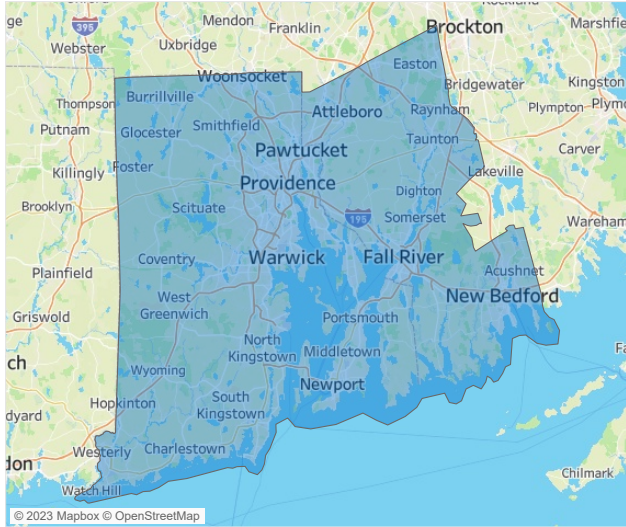 Mendon
Franklin
Brockton
395
Webster
Uxbridge
Easton
Woonsocket
Burrillville
Bridgewater
Kingston
Thompson
Attleboro
Raynham
Plympton
Putnam
Glocester
Smithfield
Taunton
Pawtucket
Carver
Killingly
Foster
Lakeville
Providence
Dighton
Brooklyn
Scituate
195
Somerset
Wareham
Coventry
Warwick
Fall River
Plainfield
Acushnet
West
Greenwich
New Bedford
Griswold
Portsmouth
North
Kingstown
Middletown
Wyoming
Newport
Hopkinton
South
Kingstown
Westerly
Charlestown
Chilmark
Watch Hill
© 2023 Mapbox © OpenStreetMap